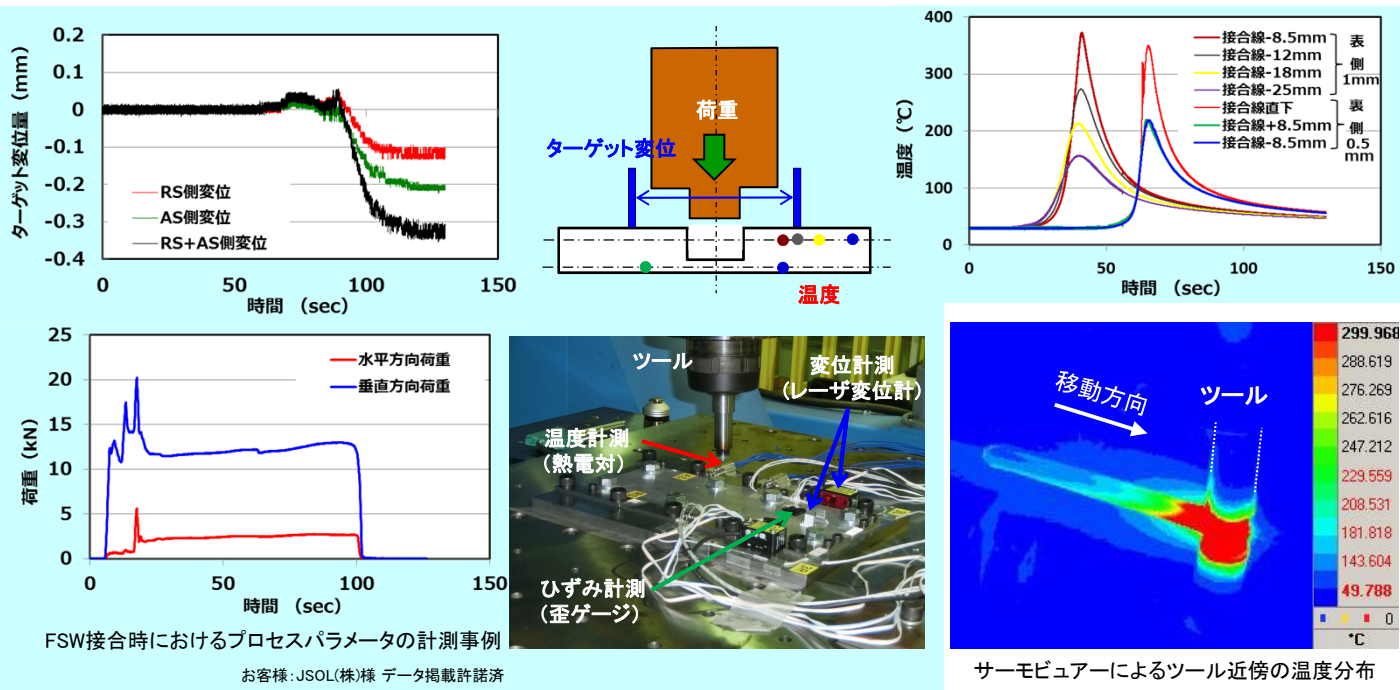 ターゲット変位量 (mm)
0.2
0.1
0
-0.1
-0.2
-0.3
-0.4
RS側変位
AS側変位
RS+AS側変位
0
50
100
150
時間 (sec)
荷重
ターゲット変位
温度
温度 (℃)
400
300
200
100
0
接合線-8.5mm
接合線-12mm
接合線-18mm
接合線-25mm
表側1mm
接合線直下
接合線+8.5mm
接合線-8.5mm
裏側0.5mm
0
50
100
150
時間 (sec)
荷重 (kN)
25
20
15
10
5
0
水平方向荷重
垂直方向荷重
0
50
100
150
時間 (sec)
FSW接合時におけるプロセスパラメータの計測事例
お客様:JSOL(株)様 データ掲載許諾済
ツール
変位計測
(レーザ変位計)
温度計測
(熱電対)
ひずみ計測
(歪ゲージ)
移動方向
ツール
299.968
288.619
276.269
262.616
247.212
229.559
208.531
181.818
143.604
49.788
0
°C
サーモビュアーによるツール近傍の温度分布